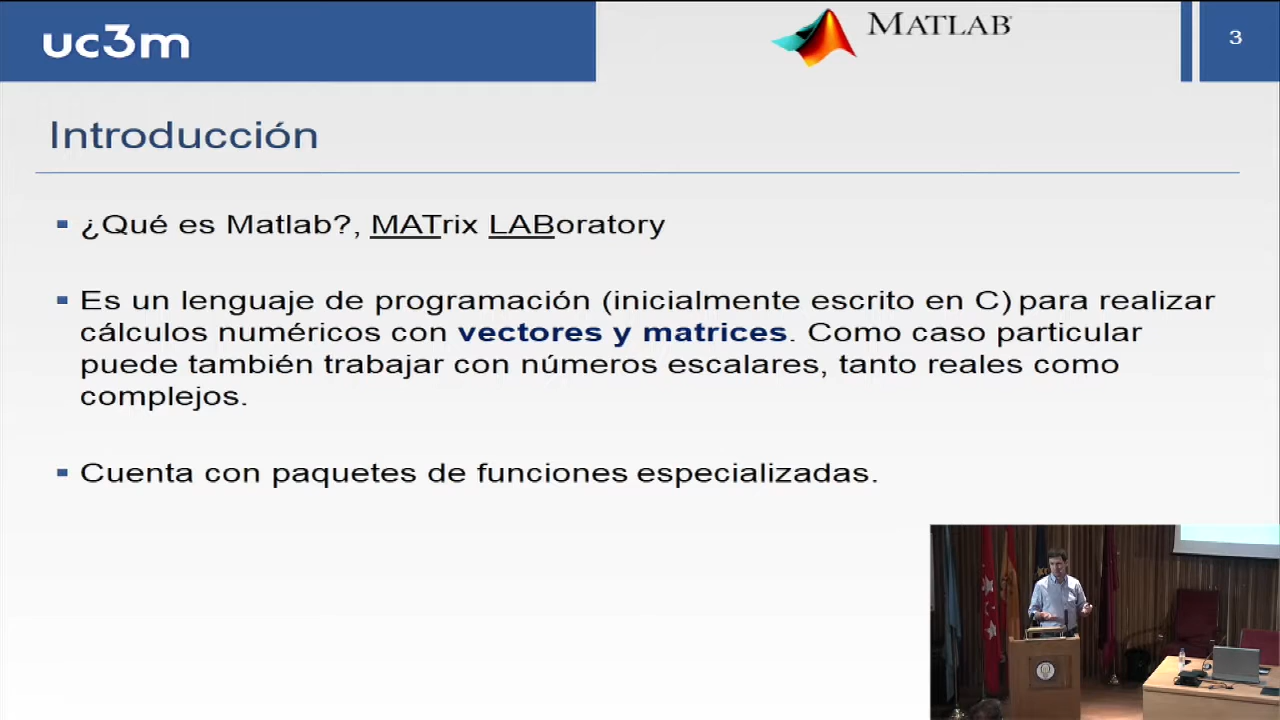 uc3m
MATLAB®
3
Introducción
¿Qué es Matlab?, MATrix LABoratory
Es un lenguaje de programación (inicialmente escrito en C) para realizar
cálculos numéricos con vectores y matrices. Como caso particular
puede también trabajar con números escalares, tanto reales como
complejos.
Cuenta con paquetes de funciones especializadas.